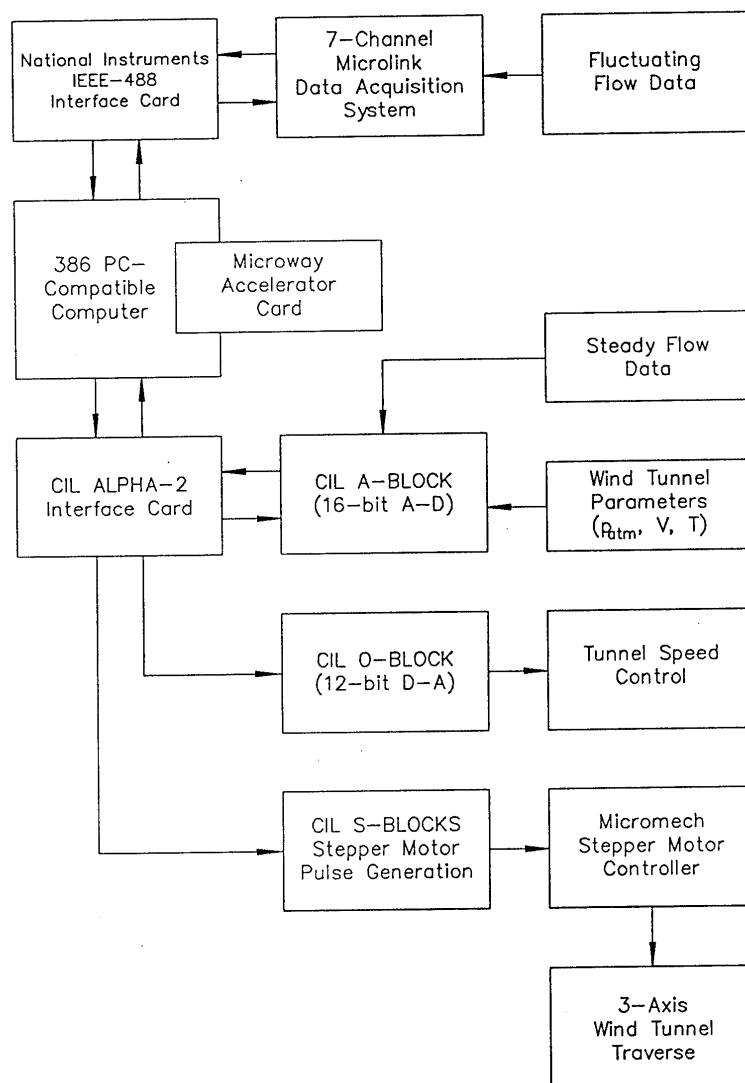 National Instruments
IEEE-488
Interface Card
7-Channel
Microlink
Data Acquisition
System
Fluctuating
Flow Data
386 PC-
Compatible
Computer
Microway
Accelerator
Card
Steady Flow
Data
CIL ALPHA-2
Interface Card
CIL A-BLOCK
(16-bit A-D)
Wind Tunnel
Parameters
(patm, V, T)
CIL O-BLOCK
(12-bit D-A)
Tunnel Speed
Control
CIL S-BLOCKS
Stepper Motor
Pulse Generation
Micromech
Stepper Motor
Controller
3-Axis
Wind Tunnel
Traverse